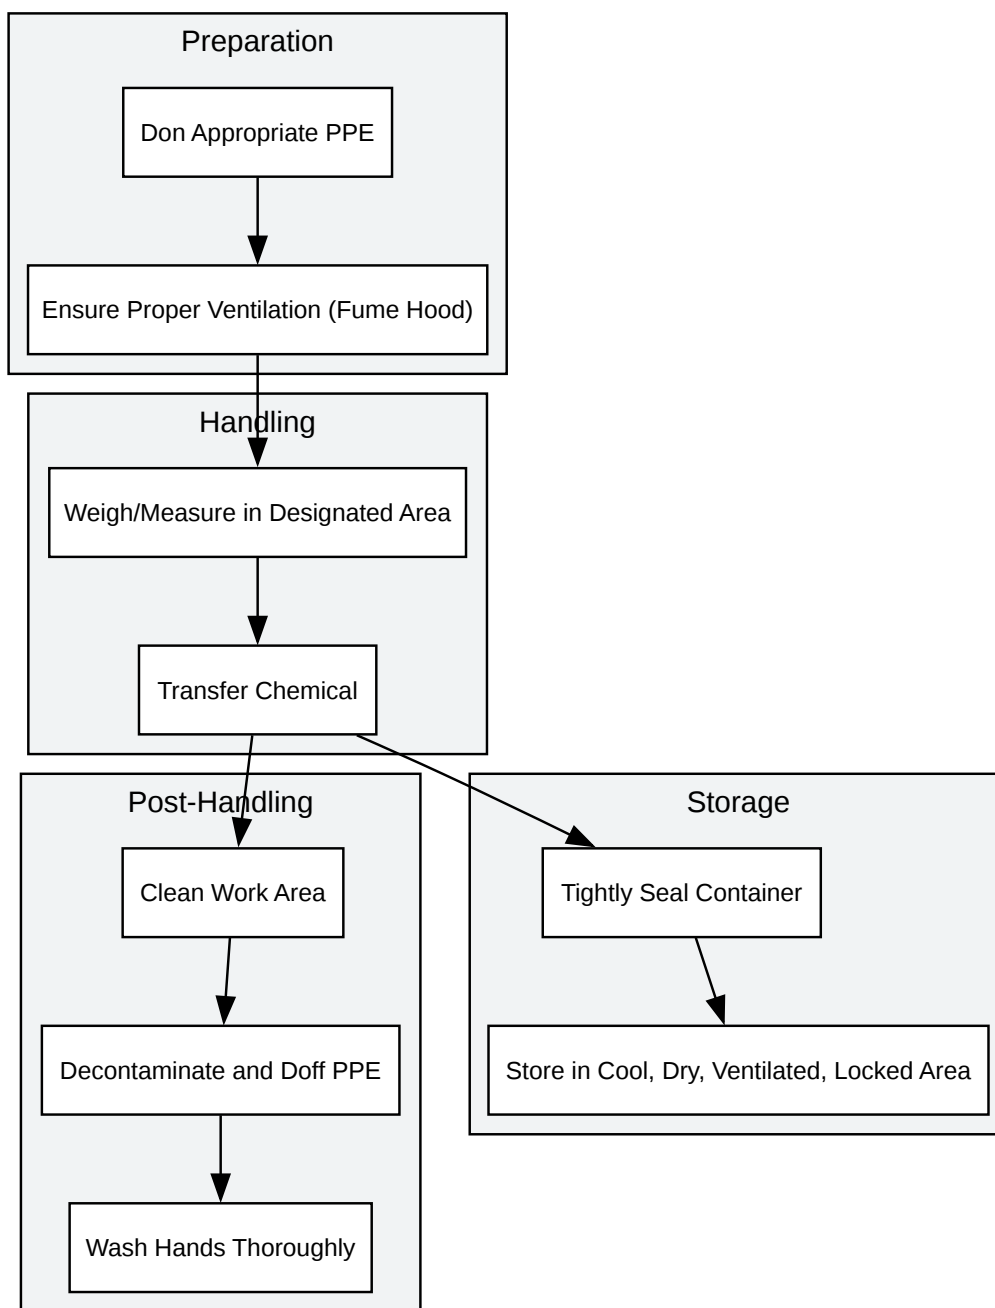 Preparation
Don Appropriate PPE
Ensure Proper Ventilation (Fume Hood)
Handling
Weigh/Measure in Designated Area
Transfer Chemical
Post-Handling
Clean Work Area
Decontaminate and Doff PPE
Wash Hands Thoroughly
Storage
Tightly Seal Container
Store in Cool, Dry, Ventilated, Locked Area